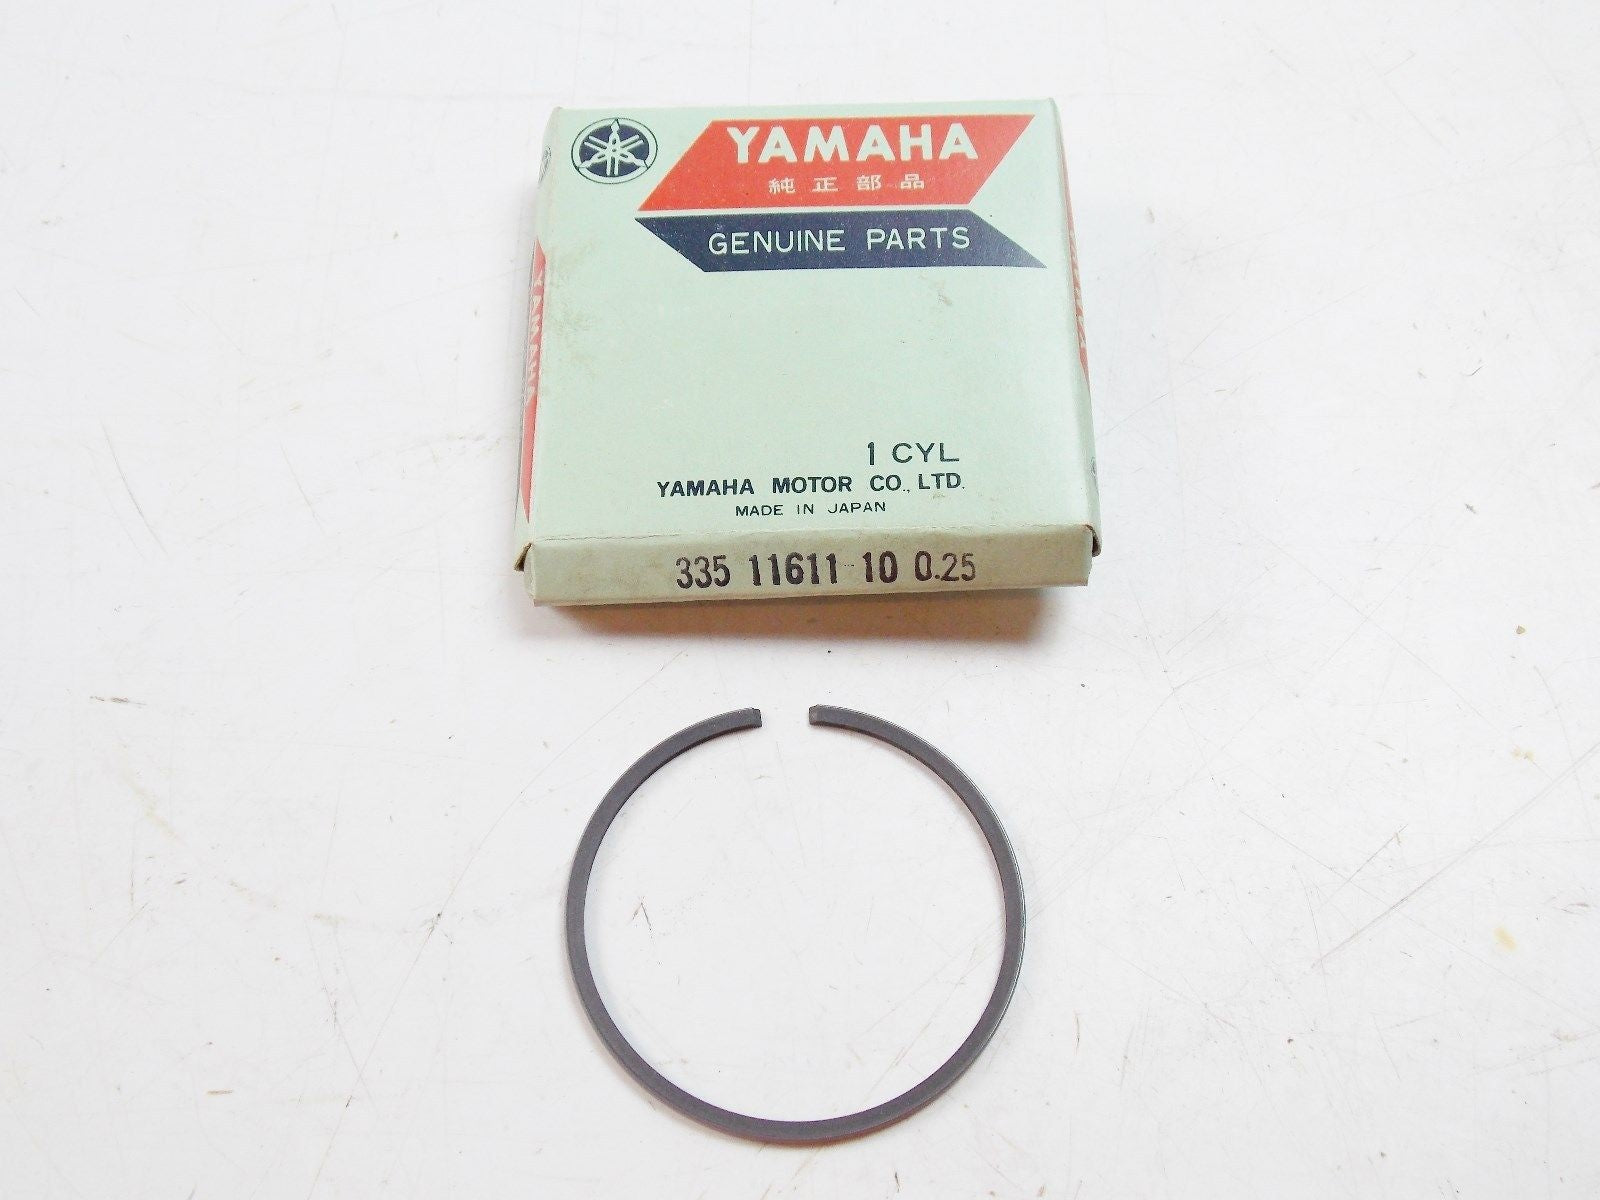 YAMAHA
純正部品
GENUINE PARTS
1 CYL
YAMAHA MOTOR CO., LTD.
MADE IN JAPAN
335 11611-10 0.25
YAMAHA